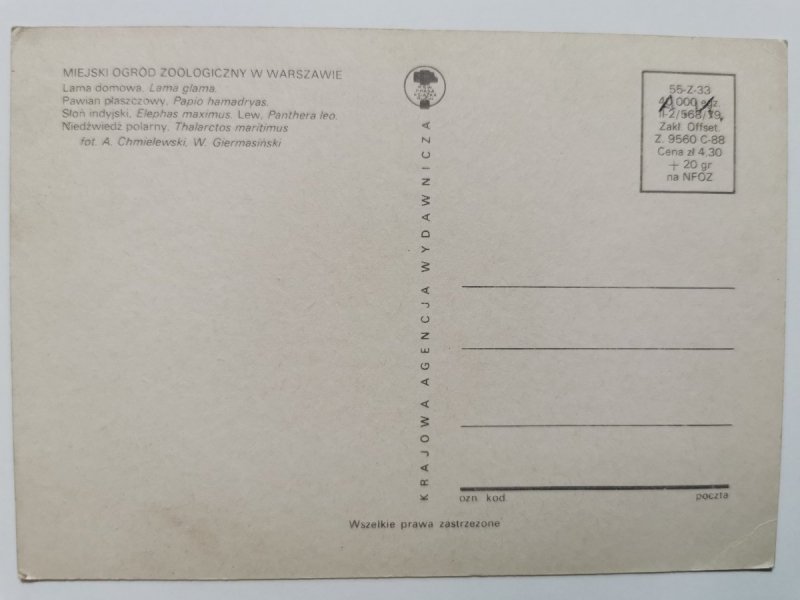 MIEJSKI OGRÓD ZOOLOGICZNY W WARSZAWIE
Lama domowa. Lama glama.
Pawian płaszczowy. Papio hamadryas.
Słoń indyjski. Elephas maximus. Lew. Panthera leo.
Niedźwiedź polarny. Thalarctos maritimus
fot. A. Chmielewski, W. Giermasiński
KRAJOWA AGENCJA WYDAWNICZA
55-Z-33
40 000 egz.
II-2/568/79.
Zakł. Offset.
Z. 9560 C-88
Cena zł 4,30
+ 20 gr
na NFOZ
ozn. kod.
poczta
Wszelkie prawa zastrzeżone